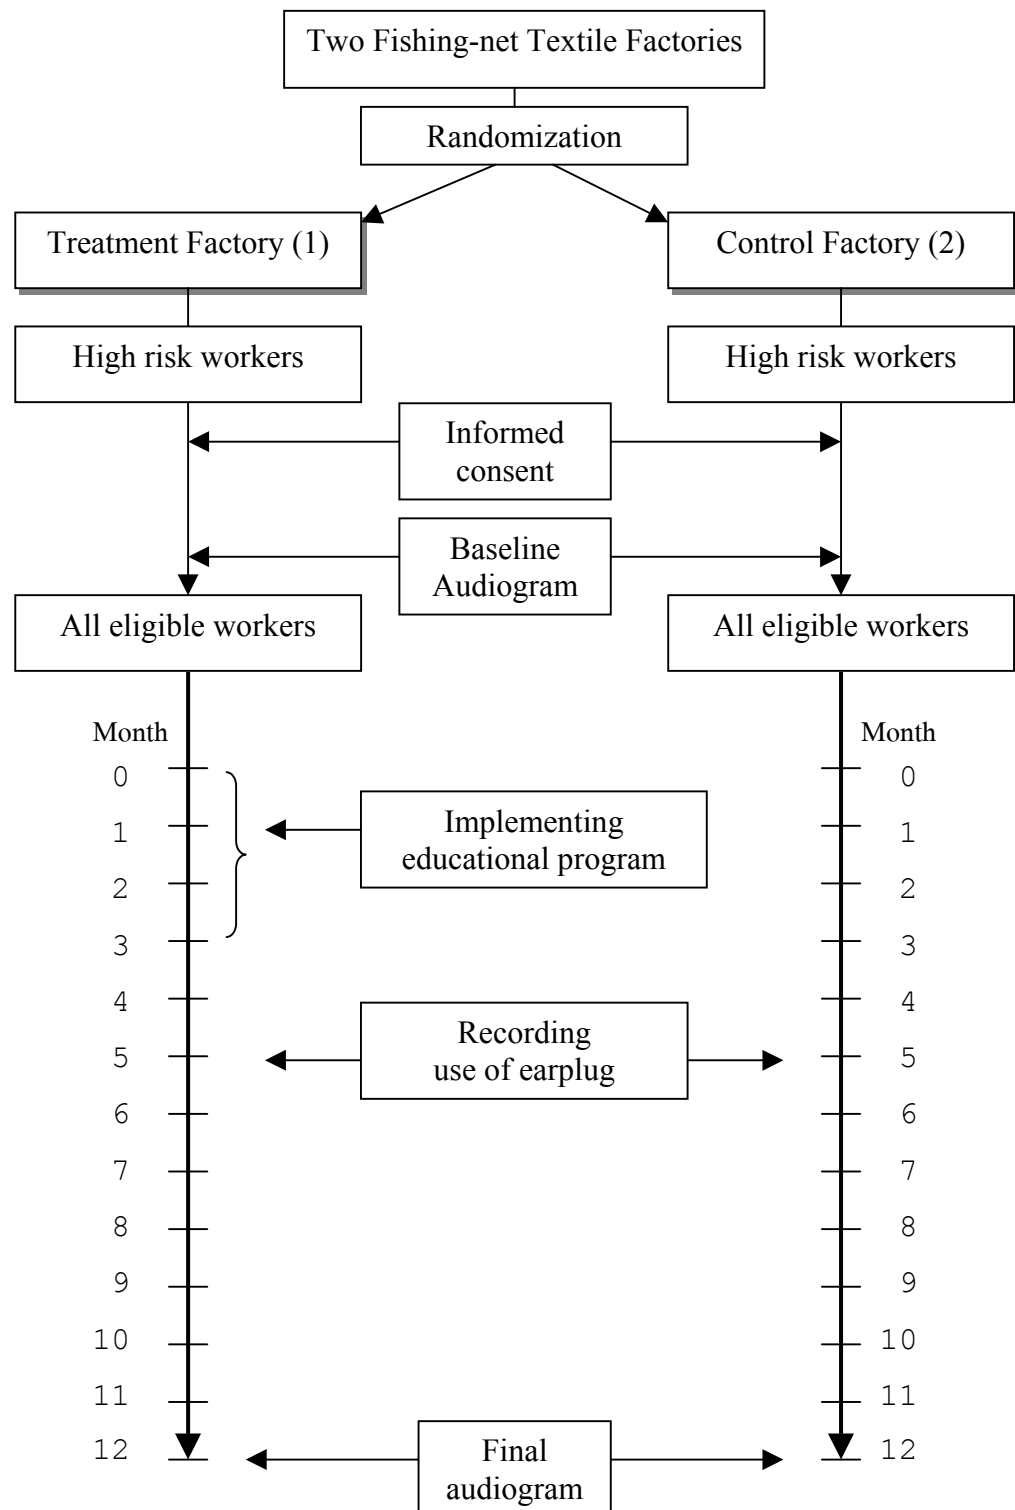 Two Fishing-net Textile Factories
Randomization
Treatment Factory (1)
Control Factory (2)
High risk workers
High risk workers
Informed
consent
Baseline
Audiogram
All eligible workers
All eligible workers
Month
Month
0
0
1
1
Implementing
educational program
2
2
3
3
4
4
Recording
use of earplug
5
5
6
6
7
7
8
8
9
9
10
10
11
11
12
12
Final
audiogram